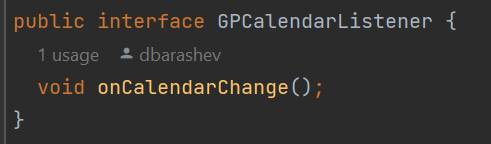 public interface GPCalendarListener {
1 usage dbarashev
void onCalendarChange();
}